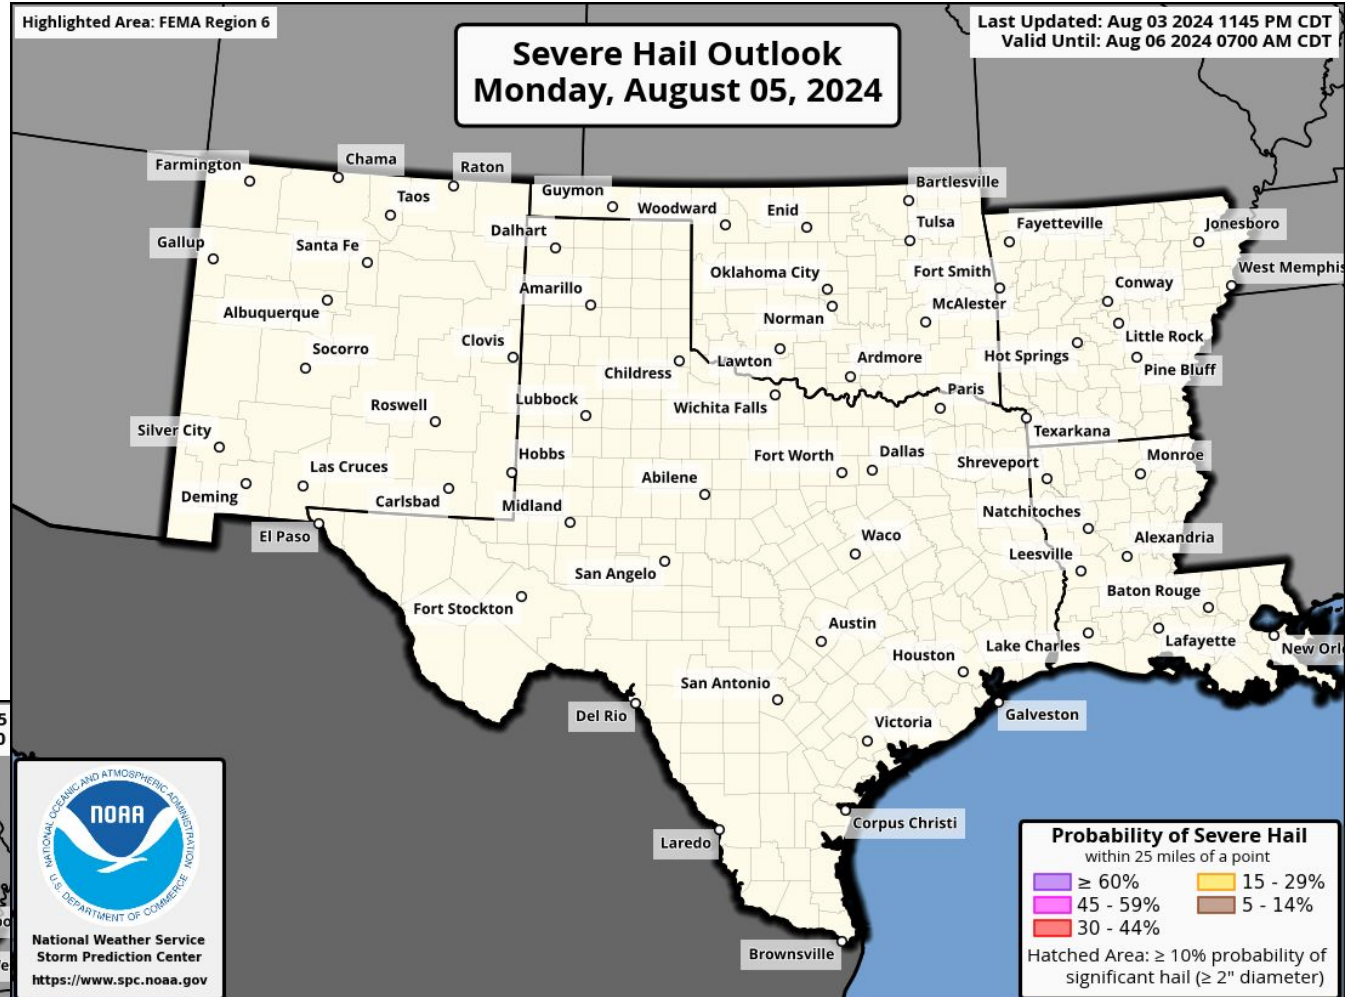 Highlighted Area: FEMA Region 6
Last Updated: Aug 03 2024 1145 PM CDT
Valid Until: Aug 06 2024 0700 AM CDT
Severe Hail Outlook
Monday, August 05, 2024
Farmington
Chama
Raton
Taos
Guymon
Woodward
Enid
Bartlesville
Tulsa
Fayetteville
Jonesboro
Gallup
Santa Fe
Dalhart
Oklahoma City
Fort Smith
West Memphis
Amarillo
Conway
Albuquerque
Norman
McAlester
Little Rock
Socorro
Clovis
Childress
Lawton
Ardmore
Hot Springs
Pine Bluff
Roswell
Lubbock
Wichita Falls
Paris
Texarkana
Silver City
Las Cruces
Hobbs
Fort Worth
Dallas
Shreveport
Monroe
Deming
Carlsbad
Midland
Abilene
Natchitoches
El Paso
Waco
Leesville
Alexandria
San Angelo
Baton Rouge
Fort Stockton
Austin
Lake Charles
Lafayette
New Orl
Houston
San Antonio
Del Rio
Victoria
Galveston
5
0
Laredo
Corpus Christi
Brownsville
NATIONAL OCEANIC AND ATMOSPHERIC ADMINISTRATION
NOAA
U.S. DEPARTMENT OF COMMERCE
National Weather Service
Storm Prediction Center
https://www.spc.noaa.gov
Probability of Severe Hail
within 25 miles of a point
≥ 60%
15 - 29%
45 - 59%
5 - 14%
30 - 44%
Hatched Area: ≥ 10% probability of
significant hail (≥ 2" diameter)